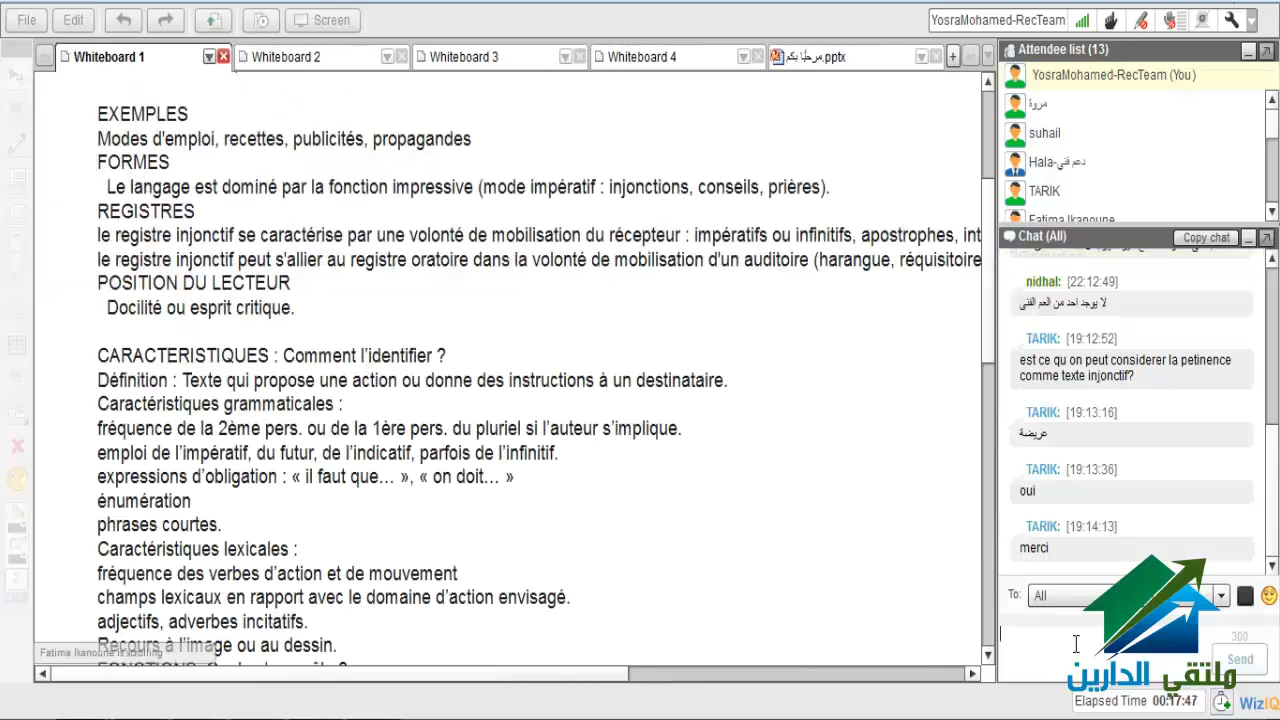 File Edit Screen YosraMohamed-RecTeam
Whiteboard 1 Whiteboard 2 Whiteboard 3 Whiteboard 4 مرحبًا بكم.pptx
EXEMPLES
Modes d'emploi, recettes, publicités, propagandes
FORMES
Le langage est dominé par la fonction impressive (mode impératif : injonctions, conseils, prières).
REGISTRES
le registre injonctif se caractérise par une volonté de mobilisation du récepteur : impératifs ou infinitifs, apostrophes, int
le registre injonctif peut s'allier au registre oratoire dans la volonté de mobilisation d'un auditoire (harangue, réquisitoire
POSITION DU LECTEUR
Docilité ou esprit critique.
CARACTERISTIQUES : Comment l’identifier ?
Définition : Texte qui propose une action ou donne des instructions à un destinataire.
Caractéristiques grammaticales :
fréquence de la 2ème pers. ou de la 1ère pers. du pluriel si l’auteur s’implique.
emploi de l’impératif, du futur, de l’indicatif, parfois de l’infinitif.
expressions d’obligation : « il faut que… », « on doit… »
énumération
phrases courtes.
Caractéristiques lexicales :
fréquence des verbes d’action et de mouvement
champs lexicaux en rapport avec le domaine d’action envisagé.
adjectifs, adverbes incitatifs.
Recours à l’image ou au dessin.
Fatima Ikanoune is scrolling
Attendee list (13)
YosraMohamed-RecTeam (You)
مروة
suhail
Hala-دعم فني
TARIK
Fatima Ikanoune
Chat (All) Copy chat
nidhal: [22:12:49]
لا يوجد احد من العم الفنى
TARIK: [19:12:52]
est ce qu on peut considerer la petinence
comme texte injonctif?
TARIK: [19:13:16]
عريضة
TARIK: [19:13:36]
oui
TARIK: [19:14:13]
merci
To: All
300
Send
ملتقي الدارين
Elapsed Time 00:17:47 WizIQ